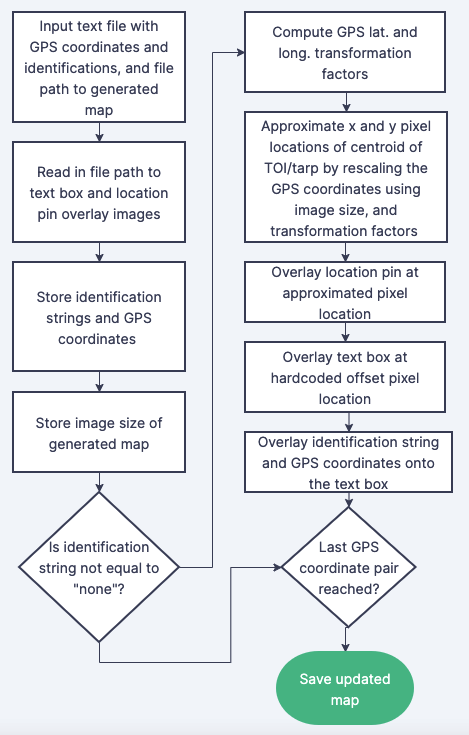 Input text file with
GPS coordinates and
identifications, and file
path to generated
map
Read in file path to
text box and location
pin overlay images
Store identification
strings and GPS
coordinates
Store image size of
generated map
Is identification
string not equal to
"none"?
Compute GPS lat. and
long. transformation
factors
Approximate x and y pixel
locations of centroid of
TOI/tarp by rescaling the
GPS coordinates using
image size, and
transformation factors
Overlay location pin at
approximated pixel
location
Overlay text box at
hardcoded offset pixel
location
Overlay identification string
and GPS coordinates onto
the text box
Last GPS
coordinate pair
reached?
Save updated
map